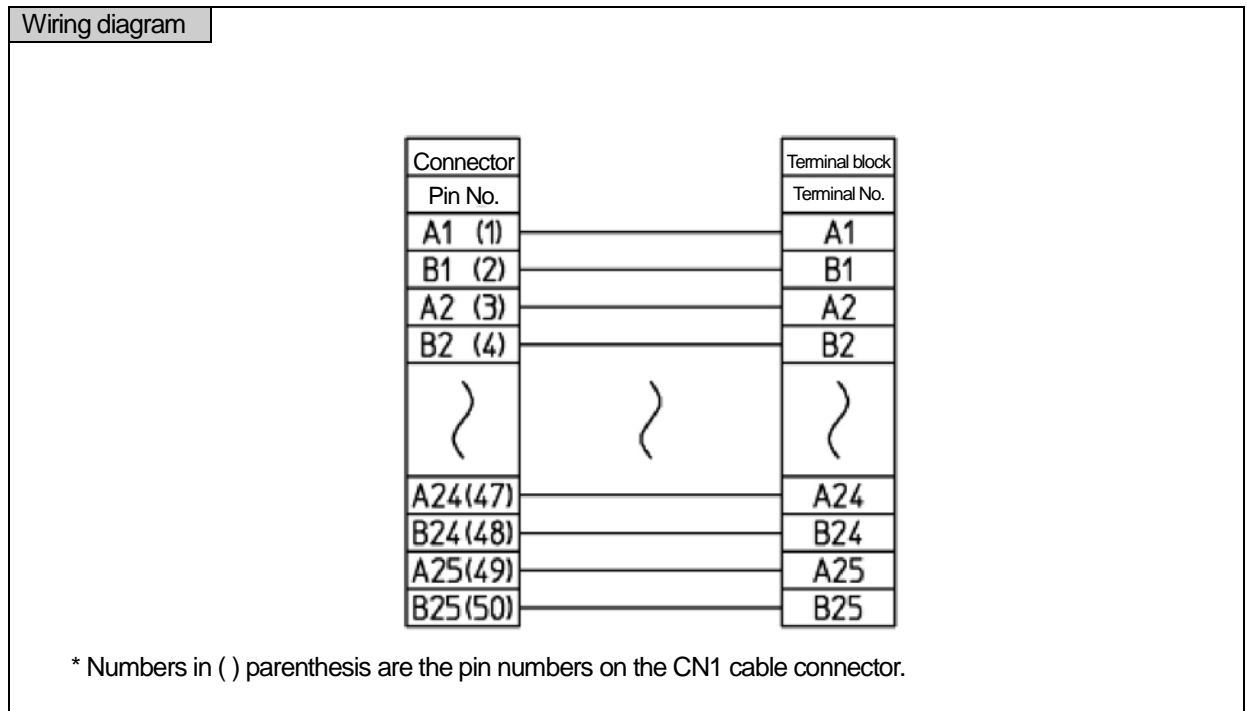 Wiring diagram
Connector Terminal block
Pin No. Terminal No.
A1 (1) A1
B1 (2) B1
A2 (3) A2
B2 (4) B2
A24(47) A24
B24(48) B24
A25(49) A25
B25(50) B25
* Numbers in ( ) parenthesis are the pin numbers on the CN1 cable connector.